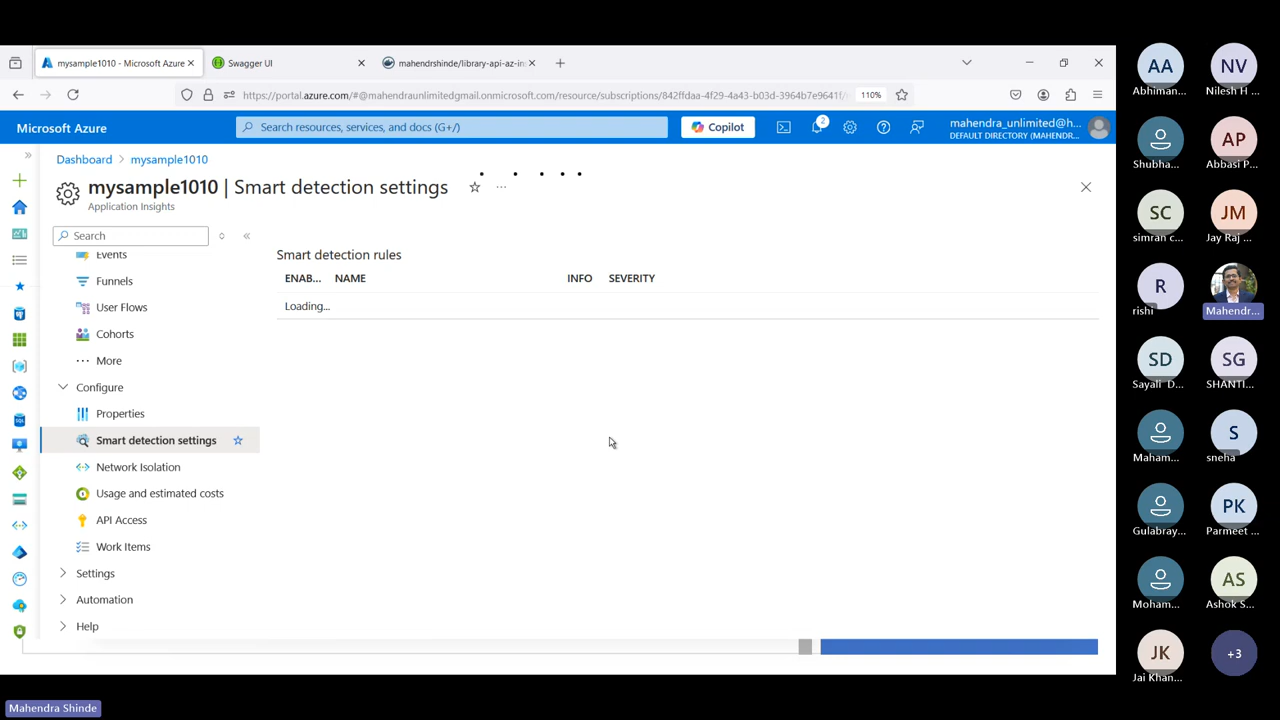 mysample1010 - Microsoft Azure
Swagger UI
mahendrshinde/library-api-az-in
https://portal.azure.com/#@mahendraunlimitedgmail.onmicrosoft.com/resource/subscriptions/842ffdaa-4f29-4a43-b03d-3964b7e9641f/
110%
Microsoft Azure
Search resources, services, and docs (G+/)
Copilot
2
mahendra_unlimited@h...
DEFAULT DIRECTORY (MAHENDR...
Dashboard > mysample1010
mysample1010 | Smart detection settings
...
Application Insights
Search
Events
Funnels
User Flows
Cohorts
More
Configure
Properties
Smart detection settings
Network Isolation
Usage and estimated costs
API Access
Work Items
Settings
Automation
Help
Smart detection rules
ENAB... NAME INFO SEVERITY
Loading...
AA
Abhiman...
NV
Nilesh H ...
Shubha...
AP
Abbasi P...
SC
simran c...
JM
Jay Raj ...
R
rishi
Mahendr...
SD
Sayali D...
SG
SHANTI...
Maham...
S
sneha
Gulabray...
PK
Parmeet ...
Moham...
AS
Ashok S...
JK
Jai Khan...
+3
Mahendra Shinde